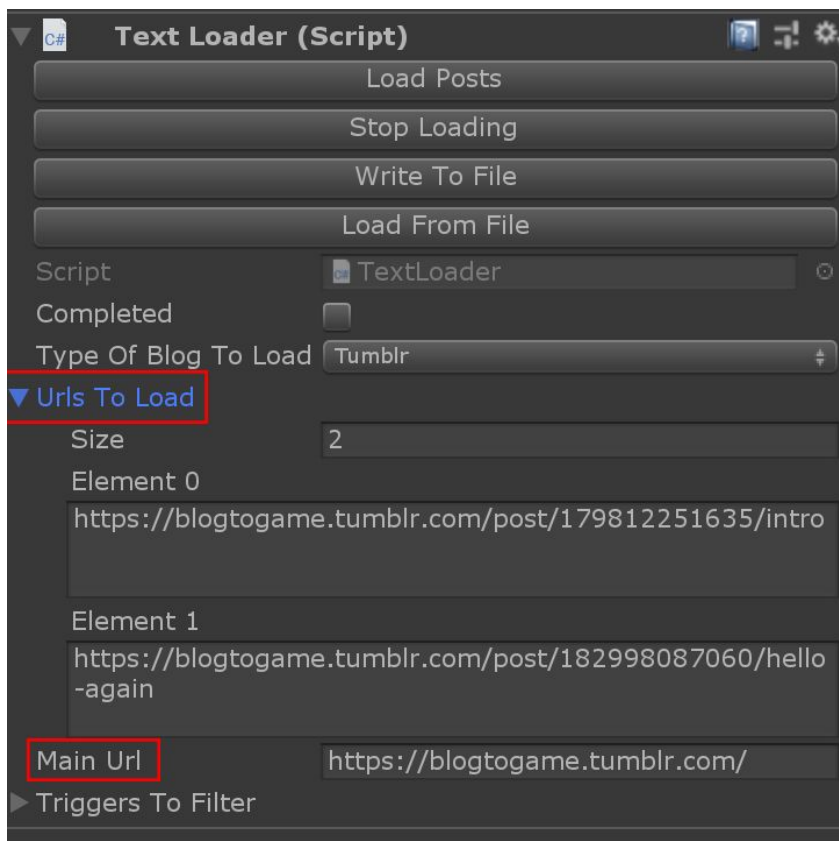 C# Text Loader (Script)
Load Posts
Stop Loading
Write To File
Load From File
Script C# TextLoader
Completed
Type Of Blog To Load Tumblr
Urls To Load
Size 2
Element 0
https://blogtogame.tumblr.com/post/179812251635/intro
Element 1
https://blogtogame.tumblr.com/post/182998087060/hello
-again
Main Url https://blogtogame.tumblr.com/
Triggers To Filter